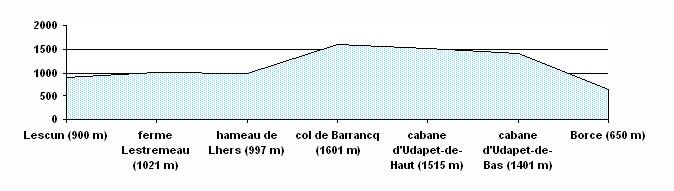 2000
1500
1000
500
0
Lescun (900 m)
ferme
Lestremeau
(1021 m)
hameau de
Lhers (997 m)
col de Barrancq
(1601 m)
cabane
d'Udapet-de-
Haut (1515 m)
cabane
d'Udapet-de-
Bas (1401 m)
Borce (650 m)